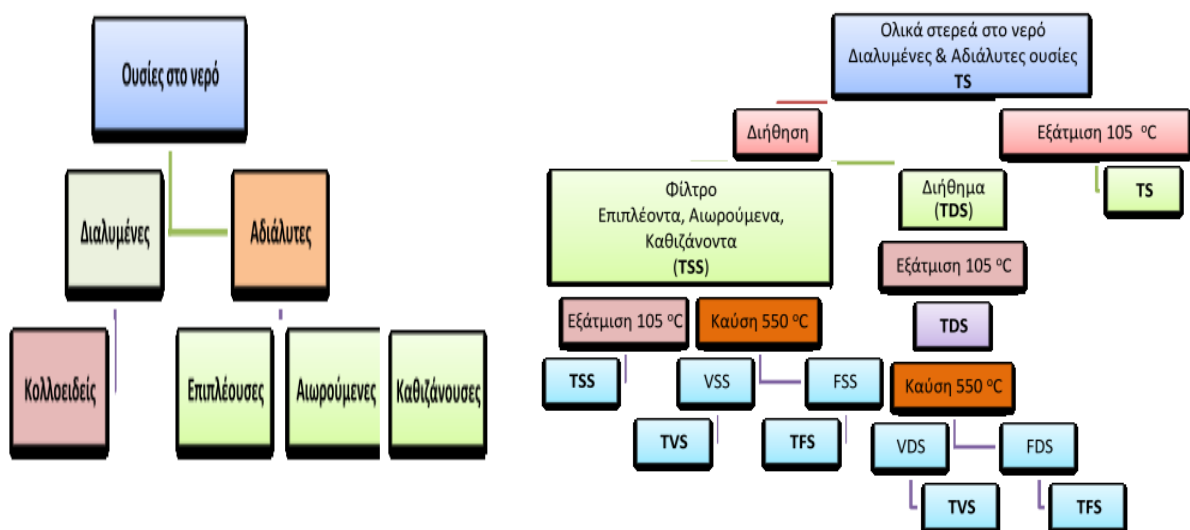 Ουσίες στο νερό
Διαλυμένες
Αδιάλυτες
Κολλοειδείς
Επιπλέουσες
Αιωρούμενες
Καθιζάνουσες
Ολικά στερεά στο νερό
Διαλυμένες & Αδιάλυτες ουσίες
TS
Διήθηση
Εξάτμιση 105 °C
Φίλτρο
Επιπλέοντα, Αιωρούμενα,
Καθιζάνοντα
(TSS)
Διήθημα
(TDS)
TS
Εξάτμιση 105 °C
Εξάτμιση 105 °C
Καύση 550 °C
TDS
TSS
VSS
FSS
Καύση 550 °C
TVS
TFS
VDS
FDS
TVS
TFS